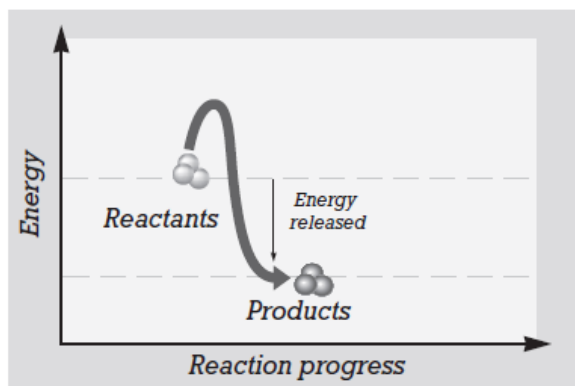 Energy
Reactants
Energy
released
Products
Reaction progress